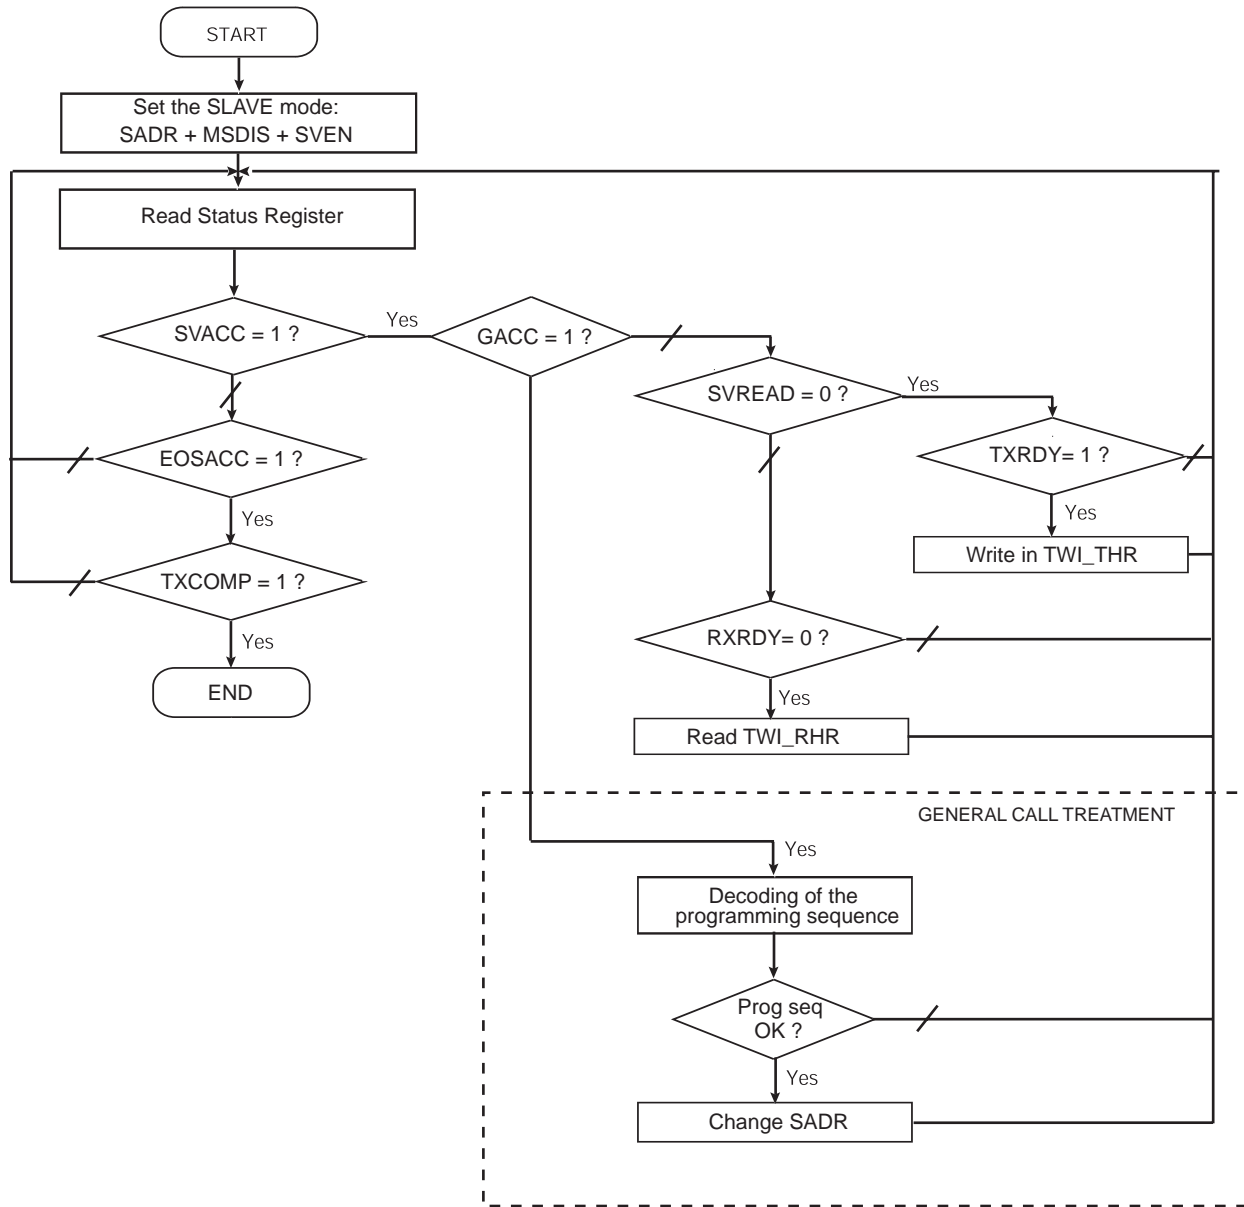 START
Set the SLAVE mode:
SADR + MSDIS + SVEN
Read Status Register
SVACC = 1 ?
Yes
GACC = 1 ?
SVREAD = 0 ?
Yes
EOSACC = 1 ?
TXRDY= 1 ?
Yes
Yes
Write in TWI_THR
TXCOMP = 1 ?
Yes
RXRDY= 0 ?
END
Yes
Read TWI_RHR
GENERAL CALL TREATMENT
Yes
Decoding of the
programming sequence
Prog seq
OK ?
Yes
Change SADR